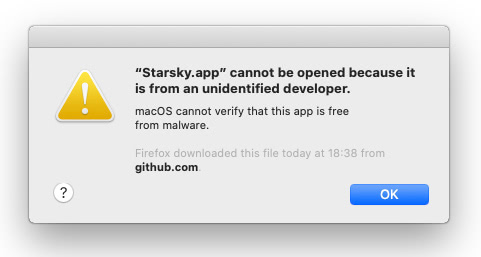 “Starsky.app” cannot be opened because it
is from an unidentified developer.
macOS cannot verify that this app is free
from malware.
Firefox downloaded this file today at 18:38 from
github.com.
?
OK